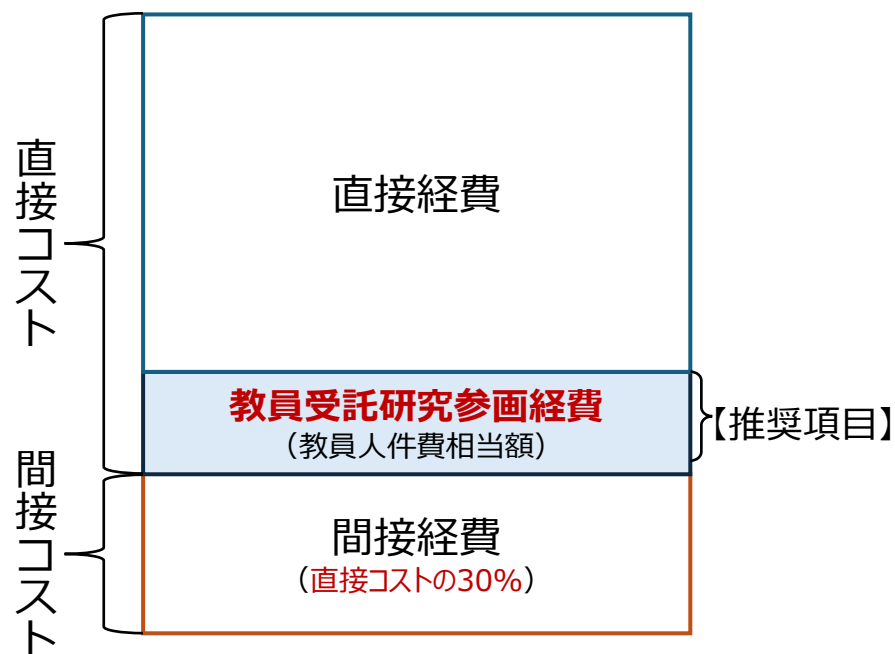 直接コスト
直接経費
教員受託研究参画経費
（教員人件費相当額）
【推奨項目】
間接コスト
間接経費
（直接コストの30%）